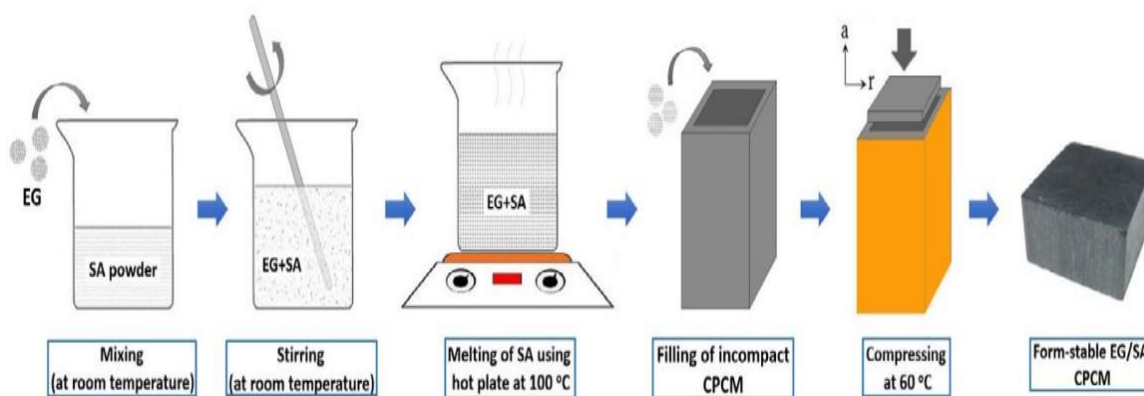 EG
SA powder
EG+SA
EG+SA
a
r
Mixing
(at room temperature)
Stirring
(at room temperature)
Melting of SA using
hot plate at 100 °C
Filling of incompact
CPCM
Compressing
at 60 °C
Form-stable EG/SA
CPCM